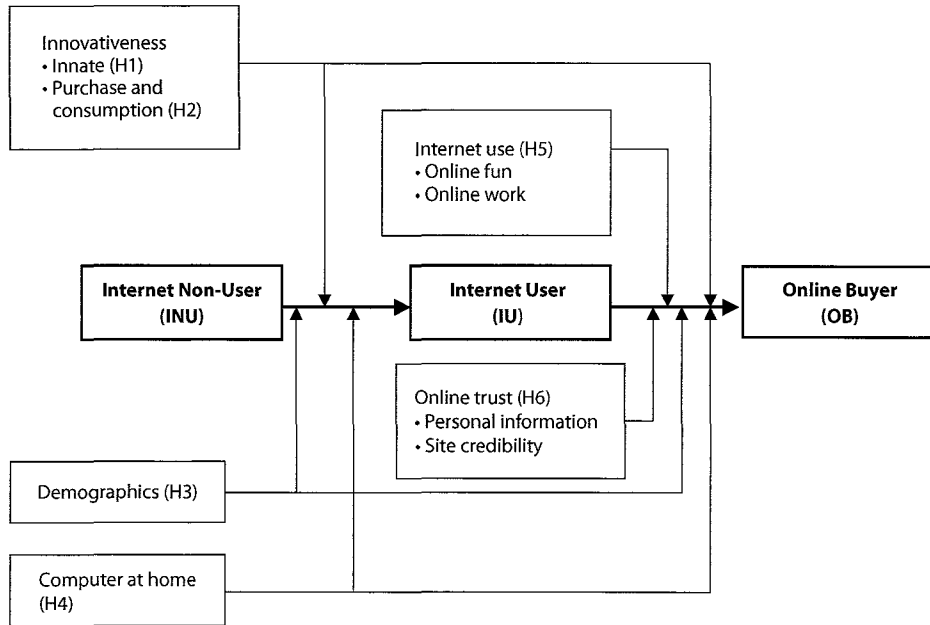 Innovativeness
• Innate (H1)
• Purchase and
consumption (H2)
Internet use (H5)
• Online fun
• Online work
Internet Non-User
(INU)
Internet User
(IU)
Online Buyer
(OB)
Online trust (H6)
• Personal information
• Site credibility
Demographics (H3)
Computer at home
(H4)